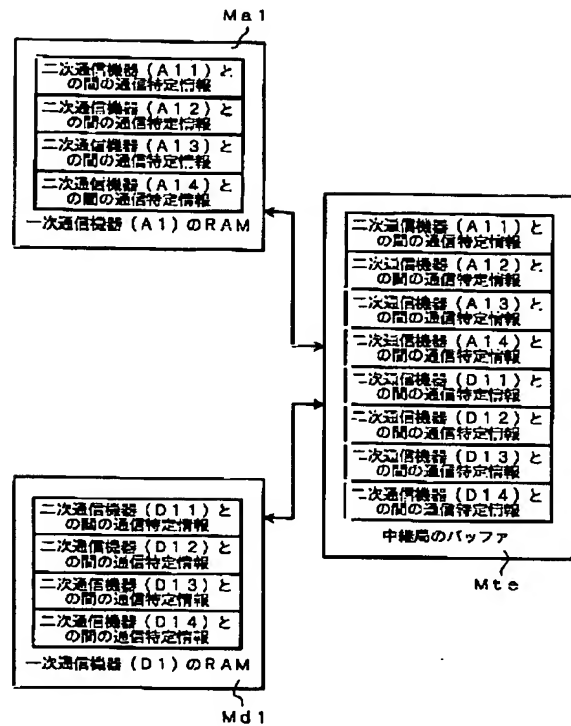 Ma1
二次通信機器(A11)と
の間の通信特定情報
二次通信機器(A12)と
の間の通信特定情報
二次通信機器(A13)と
の間の通信特定情報
二次通信機器(A14)と
の間の通信特定情報
一次通信機器(A1)のRAM
二次通信機器(A11)と
の間の通信特定情報
二次通信機器(A12)と
の間の通信特定情報
二次通信機器(A13)と
の間の通信特定情報
二次通信機器(A14)と
の間の通信特定情報
二次通信機器(D11)と
の間の通信特定情報
二次通信機器(D12)と
の間の通信特定情報
二次通信機器(D13)と
の間の通信特定情報
二次通信機器(D14)と
の間の通信特定情報
中継局のバッファ
Mte
二次通信機器(D11)と
の間の通信特定情報
二次通信機器(D12)と
の間の通信特定情報
二次通信機器(D13)と
の間の通信特定情報
二次通信機器(D14)と
の間の通信特定情報
一次通信機器(D1)のRAM
Md1